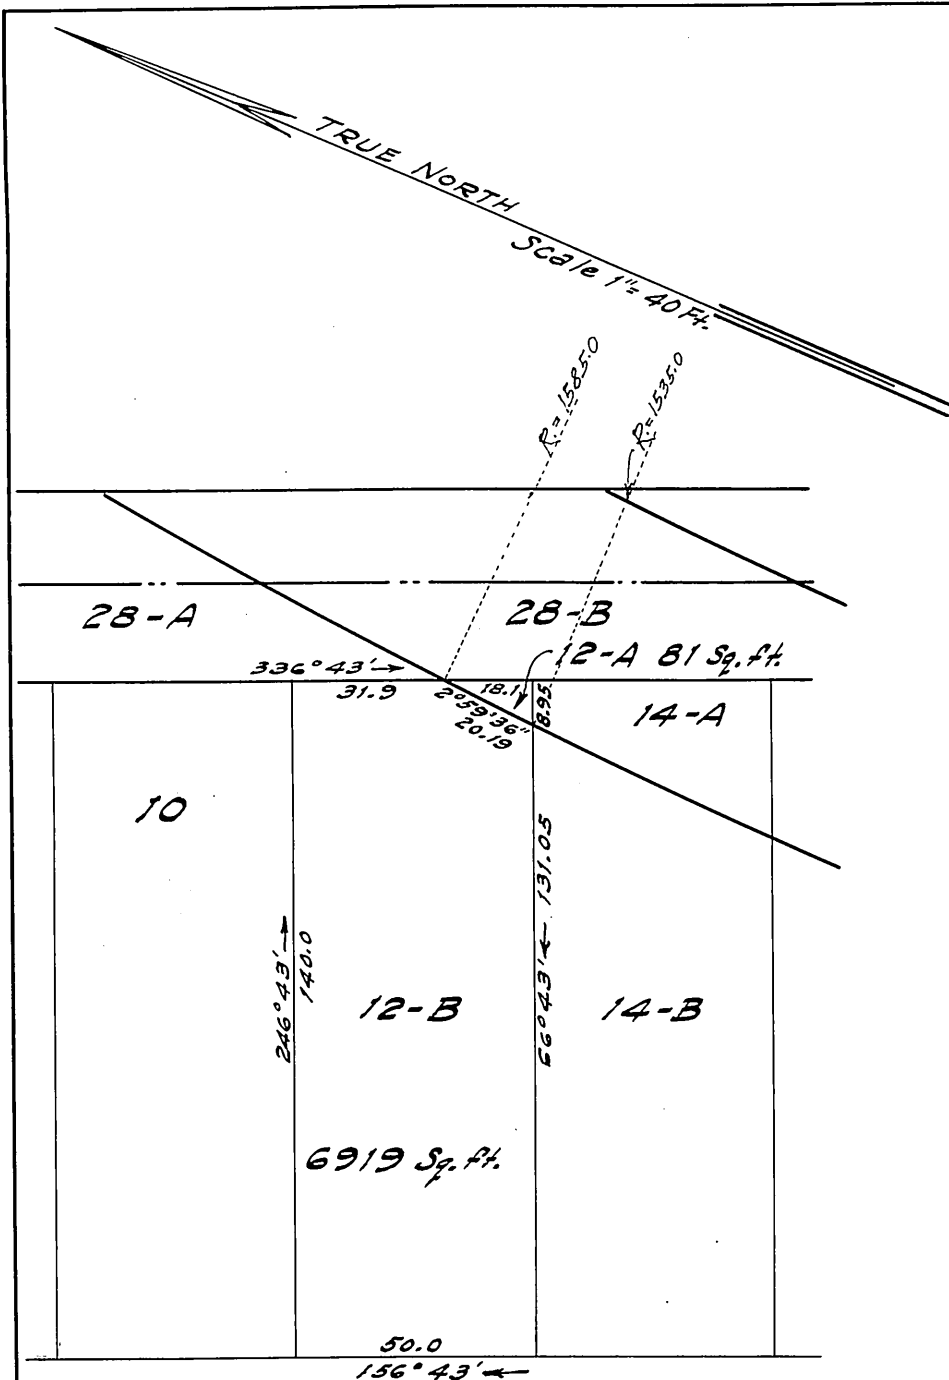 TRUE NORTH
Scale 1"= 40 Ft.
R.= 1585.0
R.= 1535.0
28-A
28-B
12-A 81 Sq. ft.
336° 43' →
31.9
18.1
2°59'36"
20.19
8.95
14-A
10
246° 43' →
140.0
12-B
66° 43' ← 131.05
14-B
6919 Sq. ft.
50.0
156° 43' ←